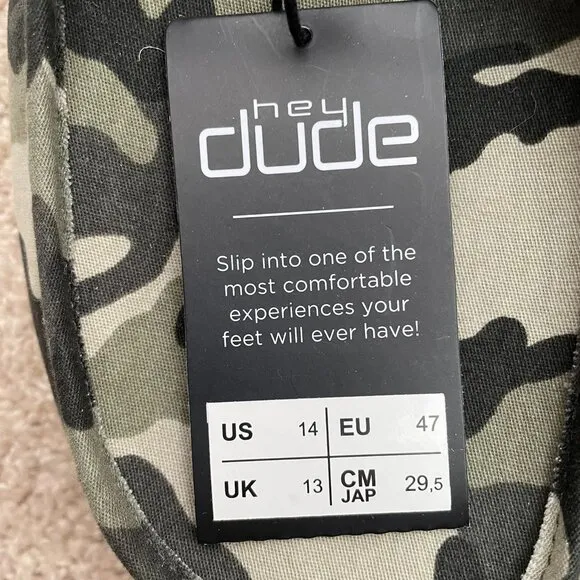 hey
dude
Slip into one of the
most comfortable
experiences your
feet will ever have!
US 14 EU 47
UK 13 CM JAP 29,5